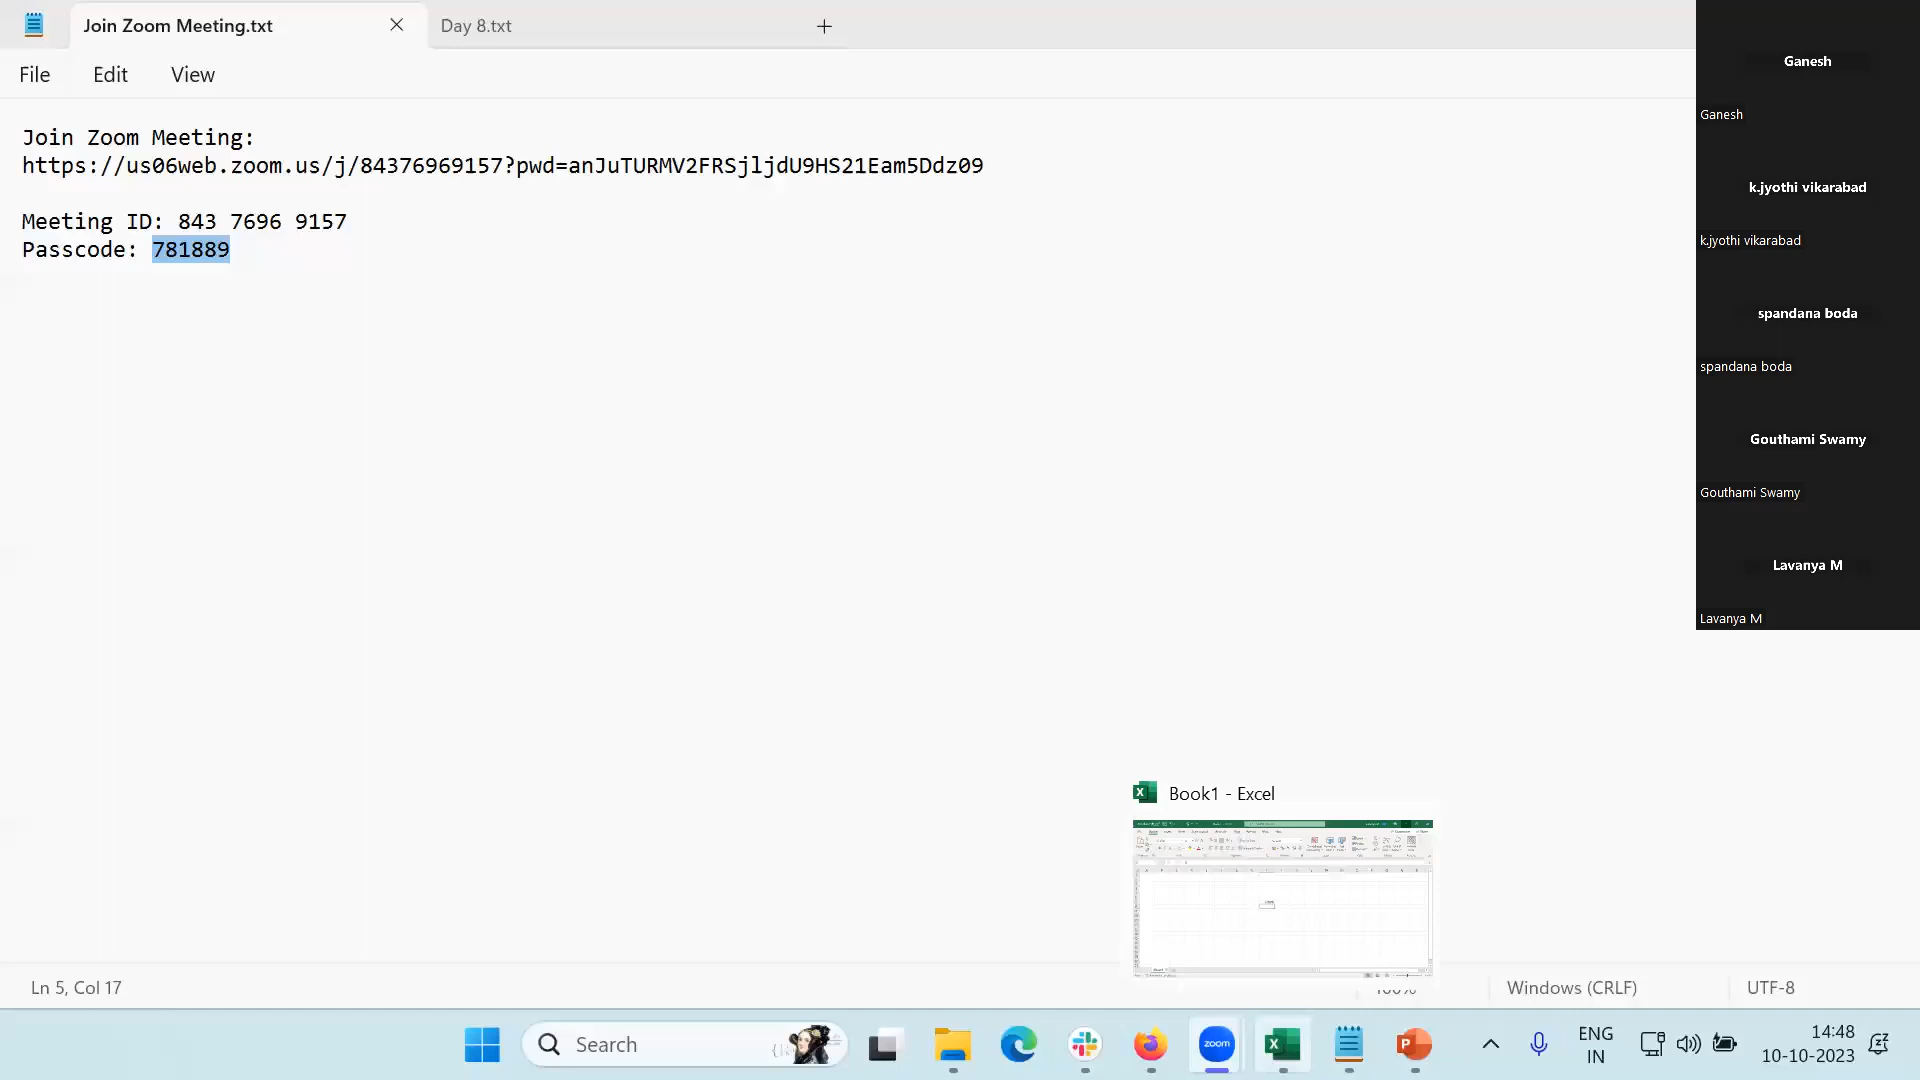 Join Zoom Meeting.txt
Day 8.txt
File Edit View
Join Zoom Meeting:
https://us06web.zoom.us/j/84376969157?pwd=anJuTURMV2FRSjljdU9HS21Eam5Ddz09
Meeting ID: 843 7696 9157
Passcode: 781889
Ganesh
Ganesh
k.jyothi vikarabad
k.jyothi vikarabad
spandana boda
spandana boda
Gouthami Swamy
Gouthami Swamy
Lavanya M
Lavanya M
Book1 - Excel
Ln 5, Col 17
Windows (CRLF)
UTF-8
Search
zoom
ENG
IN
14:48
10-10-2023